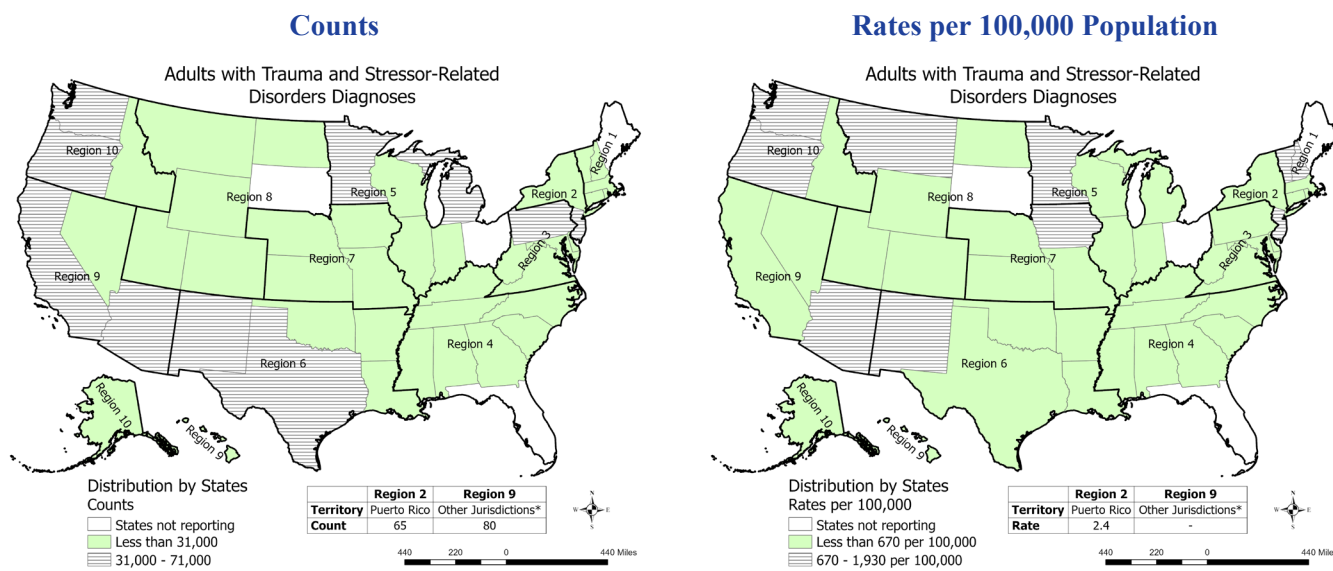 Counts
Adults with Trauma and Stressor-Related
Disorders Diagnoses
Region 10
Region 8
Region 5
Region 1
Region 2
Region 3
Region 7
Region 9
Region 6
Region 4
Region 10
Region 9
Distribution by States
Counts
States not reporting
Less than 31,000
31,000 - 71,000
Region 2 Region 9
Territory Puerto Rico Other Jurisdictions*
Count 65 80
N
W E
S
440 220 0 440 Miles
Rates per 100,000 Population
Adults with Trauma and Stressor-Related
Disorders Diagnoses
Region 10
Region 8
Region 5
Region 1
Region 2
Region 3
Region 7
Region 9
Region 6
Region 4
Region 10
Region 9
Distribution by States
Rates per 100,000
States not reporting
Less than 670 per 100,000
670 - 1,930 per 100,000
Region 2 Region 9
Territory Puerto Rico Other Jurisdictions*
Rate 2.4 -
N
W E
S
440 220 0 440 Miles